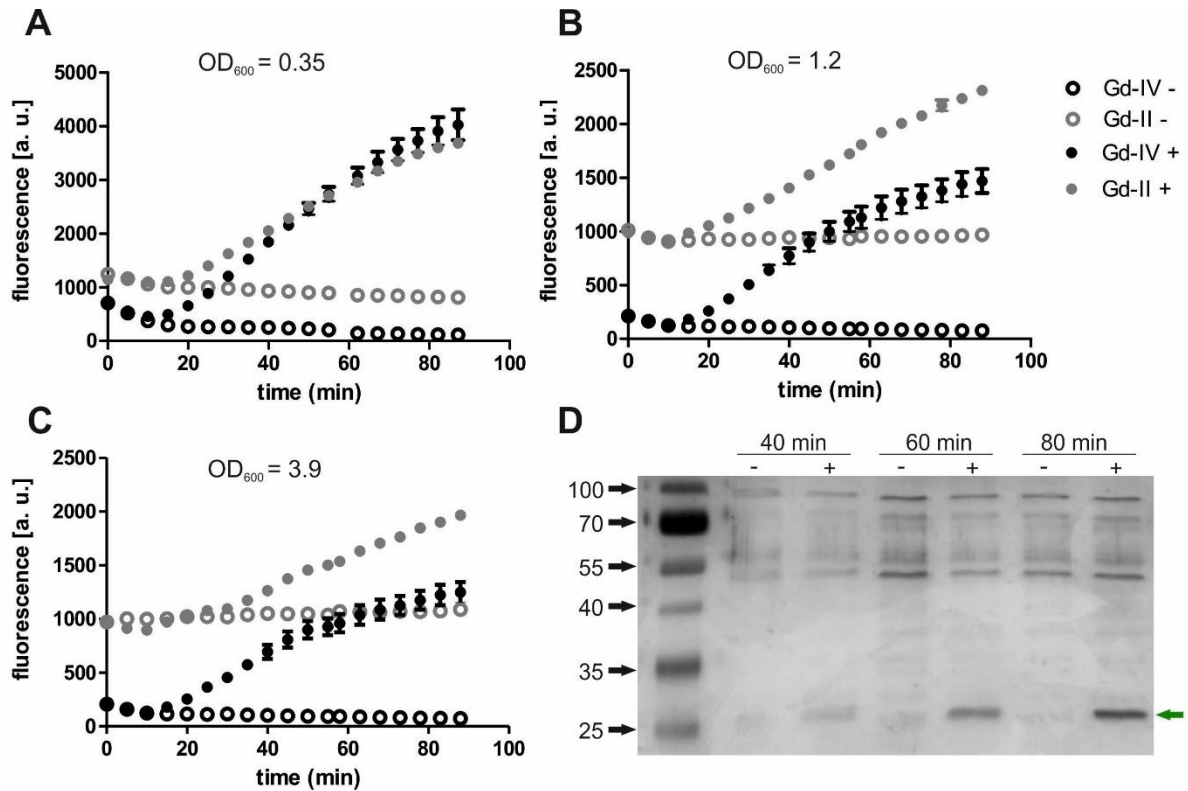 A
OD600 = 0.35
fluorescence [a. u.]
5000
4000
3000
2000
1000
0
0 20 40 60 80 100
time (min)
B
OD600 = 1.2
fluorescence [a. u.]
2500
2000
1500
1000
500
0
0 20 40 60 80 100
time (min)
Gd-IV -
Gd-II -
Gd-IV +
Gd-II +
C
OD600 = 3.9
fluorescence [a. u.]
2500
2000
1500
1000
500
0
0 20 40 60 80 100
time (min)
D
40 min 60 min 80 min
- + - + - +
100
70
55
40
35
25